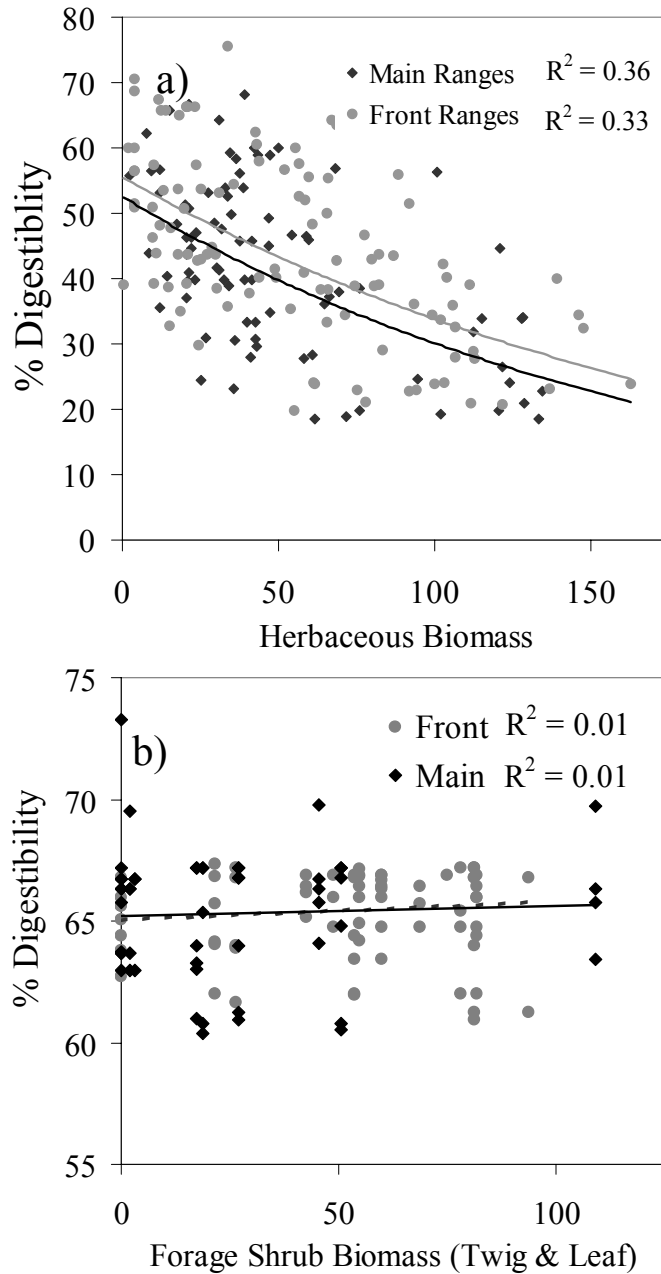 80
a)
Main Ranges R² = 0.36
Front Ranges R² = 0.33
70
60
50
40
30
20
10
0
% Digestiblity
0 50 100 150
Herbaceous Biomass
75
b)
Front R² = 0.01
Main R² = 0.01
70
65
60
55
% Digestibility
0 50 100
Forage Shrub Biomass (Twig & Leaf)